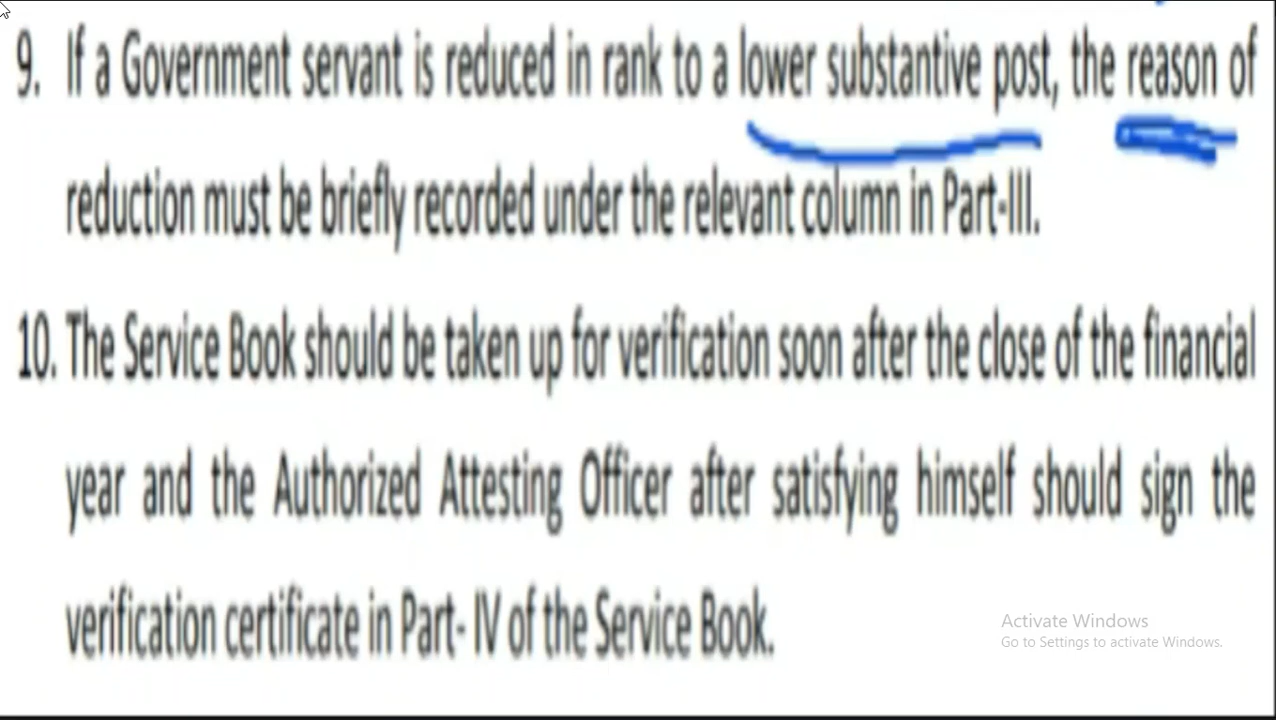 9. If a Government servant is reduced in rank to a lower substantive post, the reason of
reduction must be briefly recorded under the relevant column in Part-III.
10. The Service Book should be taken up for verification soon after the close of the financial
year and the Authorized Attesting Officer after satisfying himself should sign the
verification certificate in Part- IV of the Service Book.
Activate Windows
Go to Settings to activate Windows.